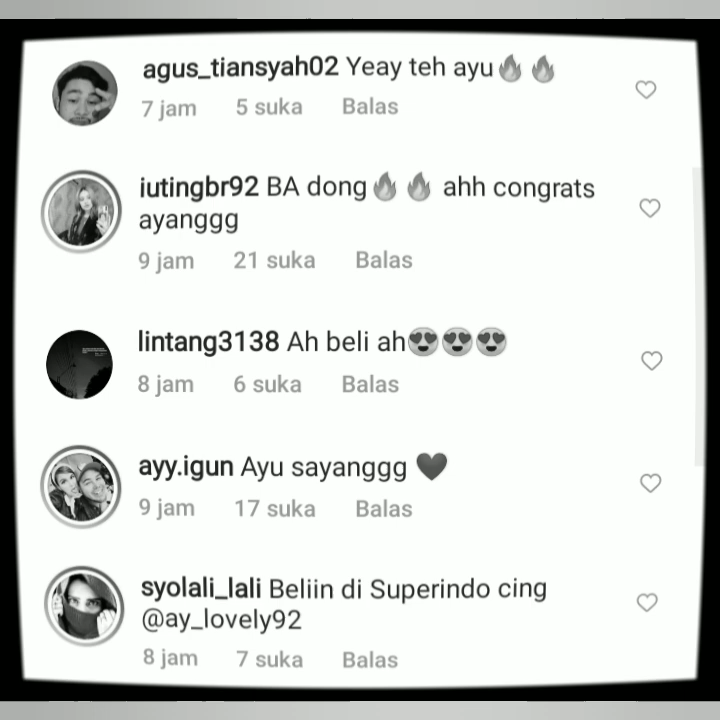 agus_tiansyah02 Yeay teh ayu🔥🔥
7 jam 5 suka Balas
iutingbr92 BA dong🔥🔥 ahh congrats
ayanggg
9 jam 21 suka Balas
lintang3138 Ah beli ah😍😍😍
8 jam 6 suka Balas
ayy.igun Ayu sayanggg 🖤
9 jam 17 suka Balas
syolali_lali Beliin di Superindo cing
@ay_lovely92
8 jam 7 suka Balas